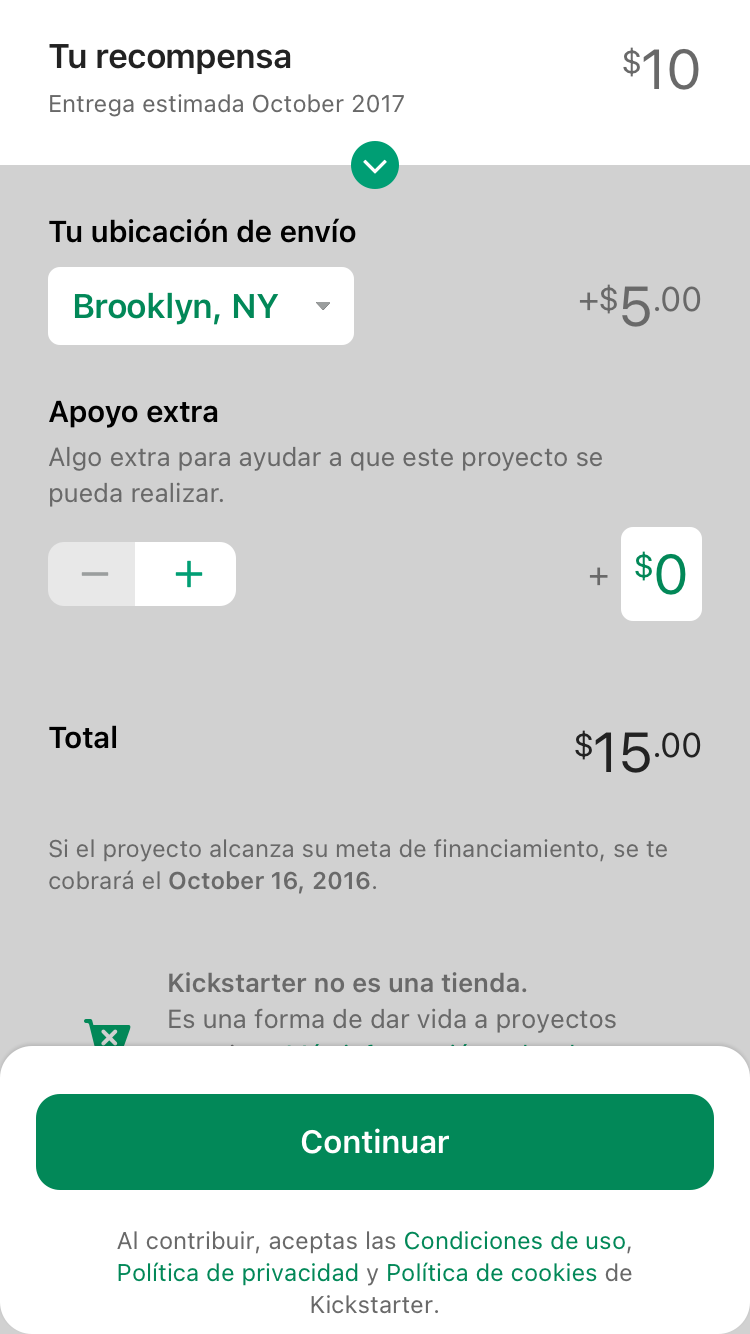 Tu recompensa
$10
Entrega estimada October 2017
Tu ubicación de envío
Brooklyn, NY
+$5.00
Apoyo extra
Algo extra para ayudar a que este proyecto se
pueda realizar.
+ $0
Total
$15.00
Si el proyecto alcanza su meta de financiamiento, se te
cobrará el October 16, 2016.
Kickstarter no es una tienda.
Es una forma de dar vida a proyectos
Continuar
Al contribuir, aceptas las Condiciones de uso,
Política de privacidad y Política de cookies de
Kickstarter.